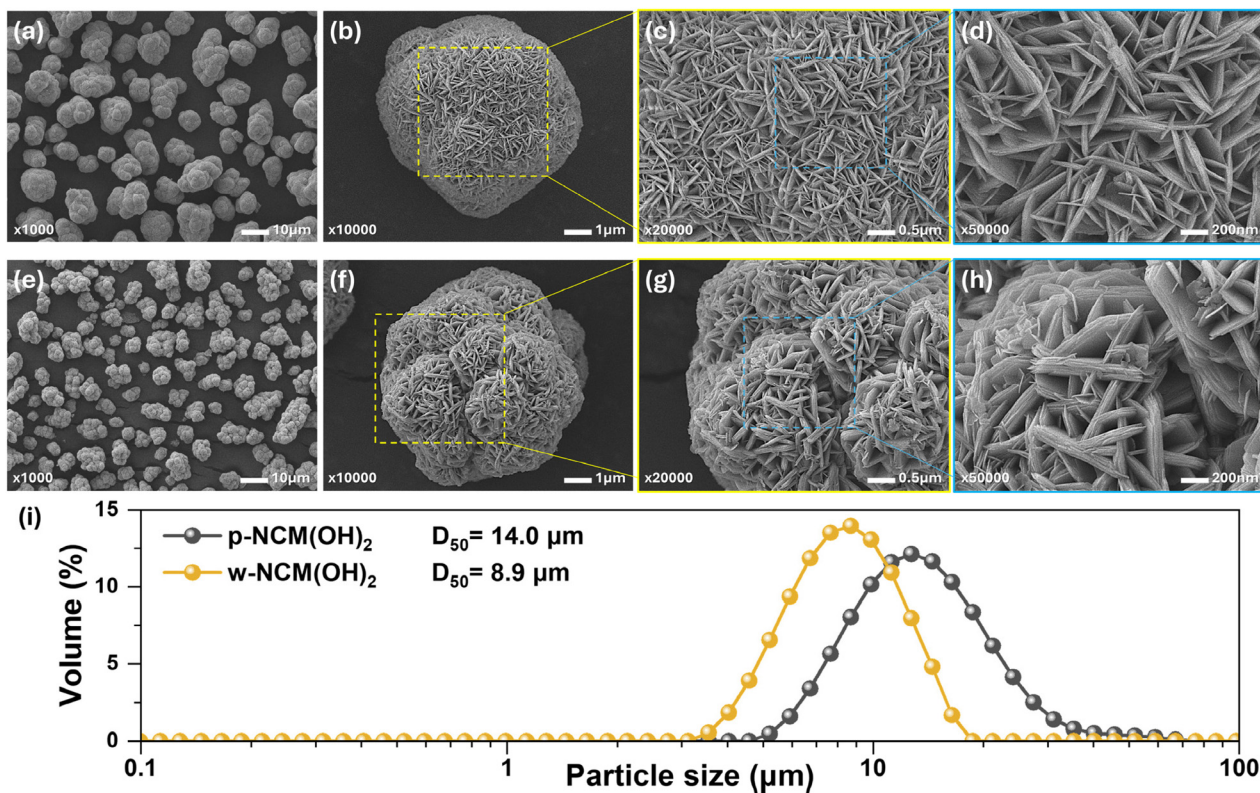 (a)
x1000
10µm
(b)
x10000
1µm
(c)
x20000
0.5µm
(d)
x50000
200nm
(e)
x1000
10µm
(f)
x10000
1µm
(g)
x20000
0.5µm
(h)
x50000
200nm
(i)
15
10
5
0
Volume (%)
p-NCM(OH)₂ D₅₀= 14.0 µm
w-NCM(OH)₂ D₅₀= 8.9 µm
0.1 1 10 100
Particle size (µm)